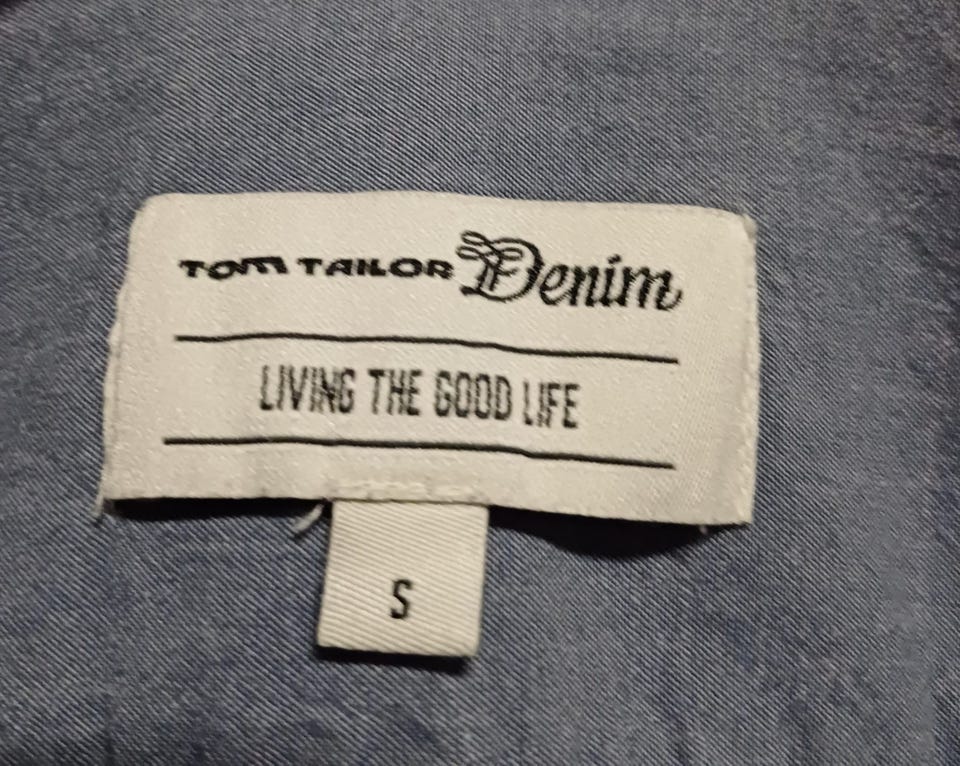 TOM TAILOR Denim
LIVING THE GOOD LIFE
S